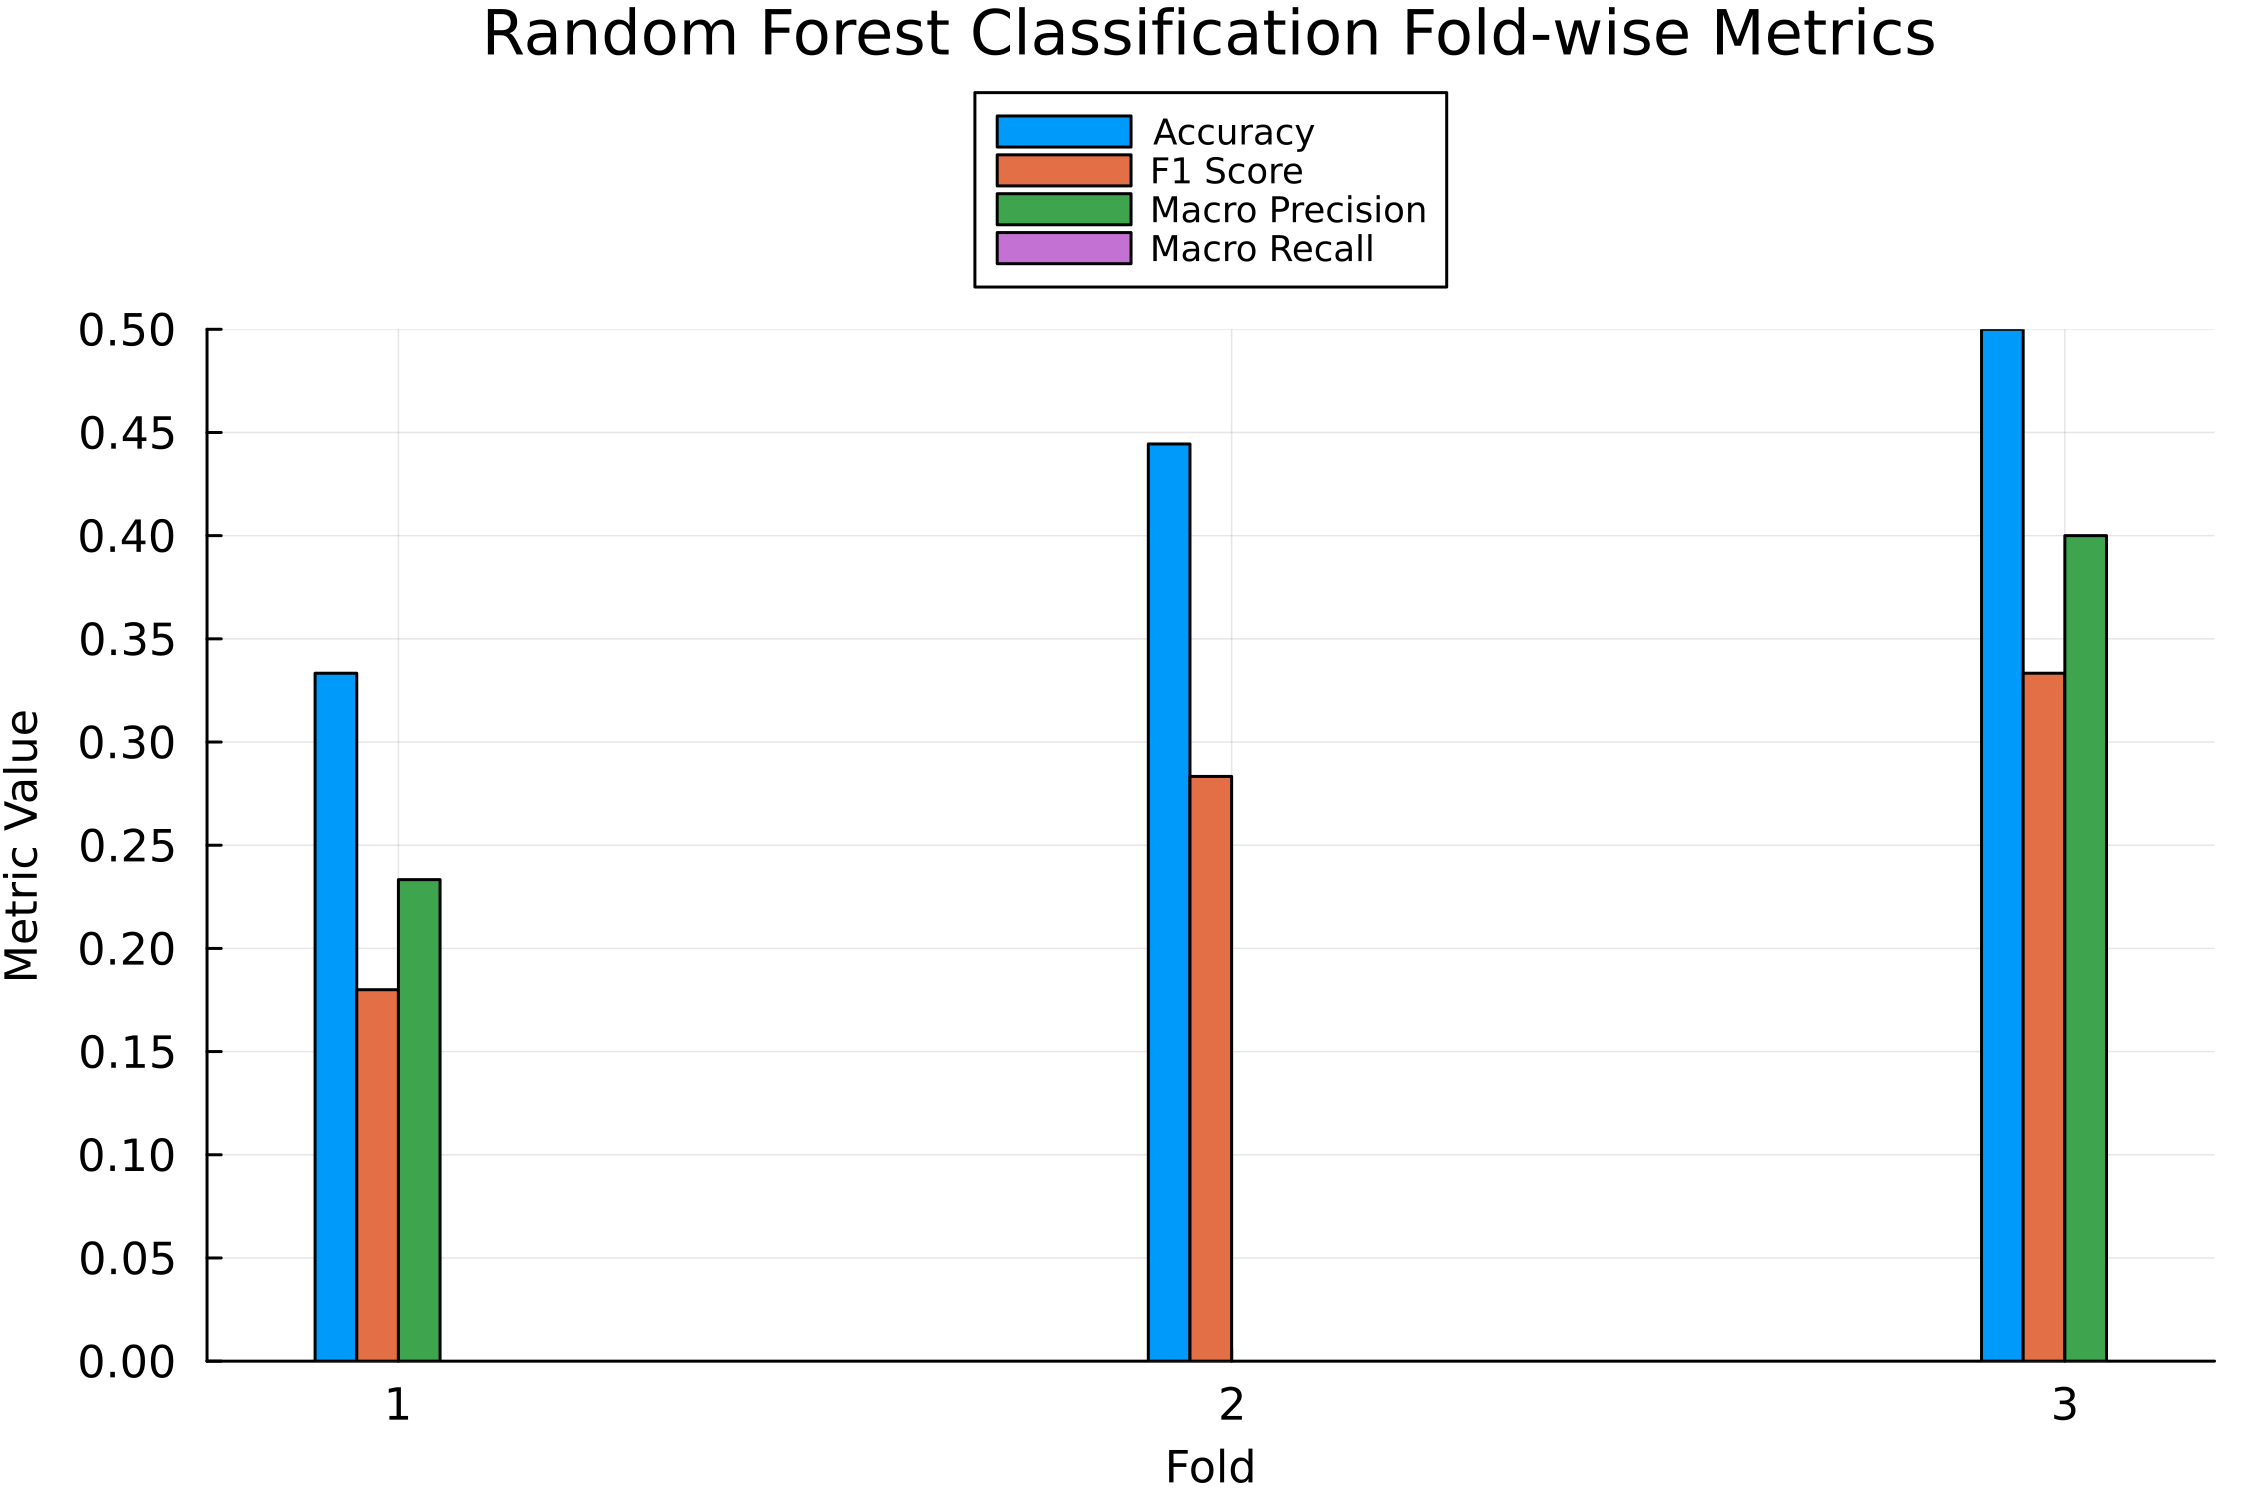 Random Forest Classification Fold-wise Metrics
Accuracy
F1 Score
Macro Precision
Macro Recall
0.50
0.45
0.40
0.35
0.30
0.25
0.20
0.15
0.10
0.05
0.00
Metric Value
1 2 3
Fold